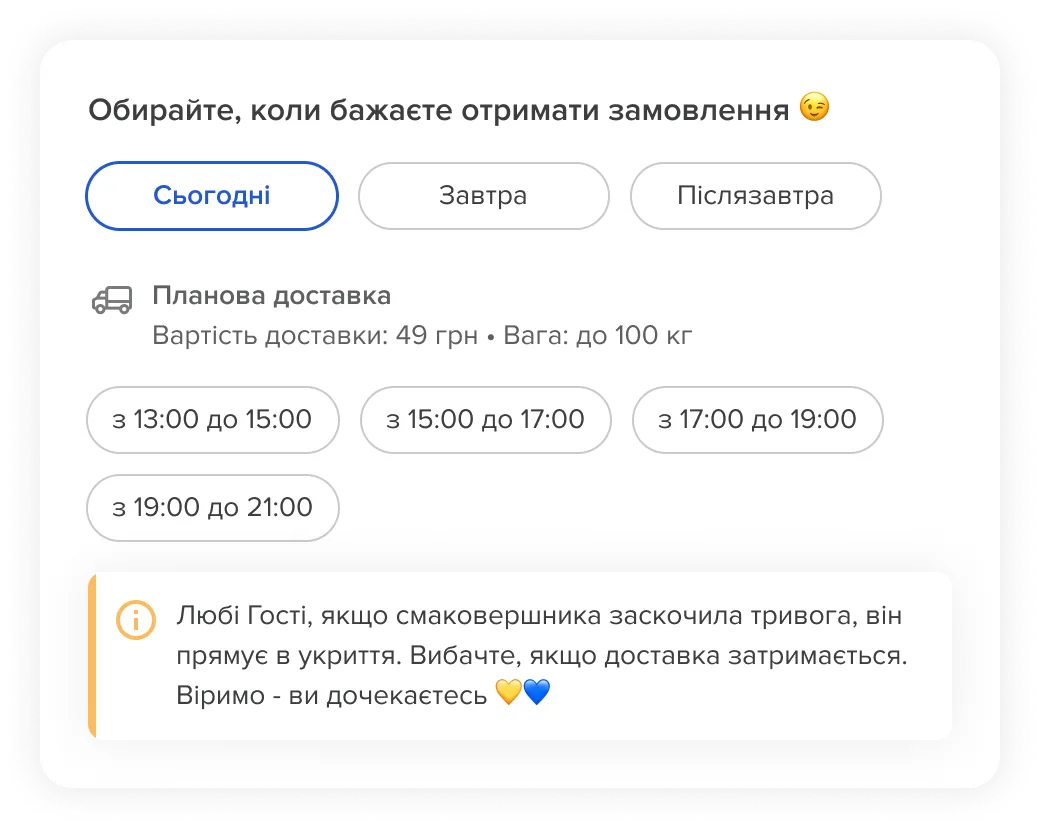 Обирайте, коли бажаєте отримати замовлення 😉
Сьогодні
Завтра
Післязавтра
Планова доставка
Вартість доставки: 49 грн • Вага: до 100 кг
з 13:00 до 15:00
з 15:00 до 17:00
з 17:00 до 19:00
з 19:00 до 21:00
Любі Гості, якщо смаковершника заскочила тривога, він
прямує в укриття. Вибачте, якщо доставка затримається.
Віримо - ви дочекаєтесь 💛💙